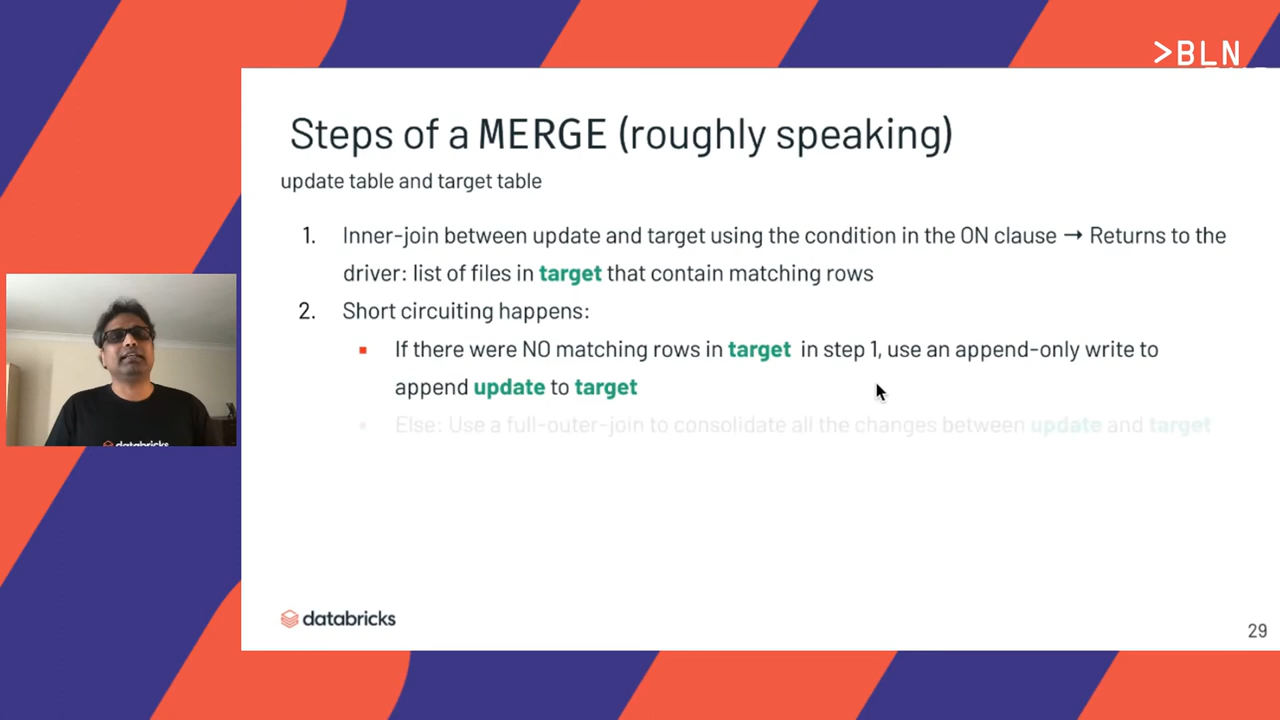 >BLN
Steps of a MERGE (roughly speaking)
update table and target table
1. Inner-join between update and target using the condition in the ON clause → Returns to the
driver: list of files in target that contain matching rows
2. Short circuiting happens:
▪ If there were NO matching rows in target in step 1, use an append-only write to
append update to target
▪ Else: Use a full-outer-join to consolidate all the changes between update and target
databricks
databricks
29